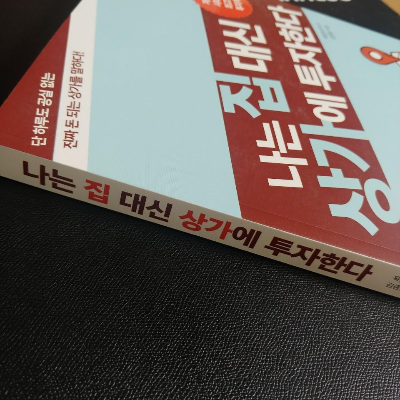 단 하루도 공실 없는
진짜 돈 되는 상가를 말하다!
나는 집 대신
상가에 투자한다
나는 집 대신 상가에 투자한다